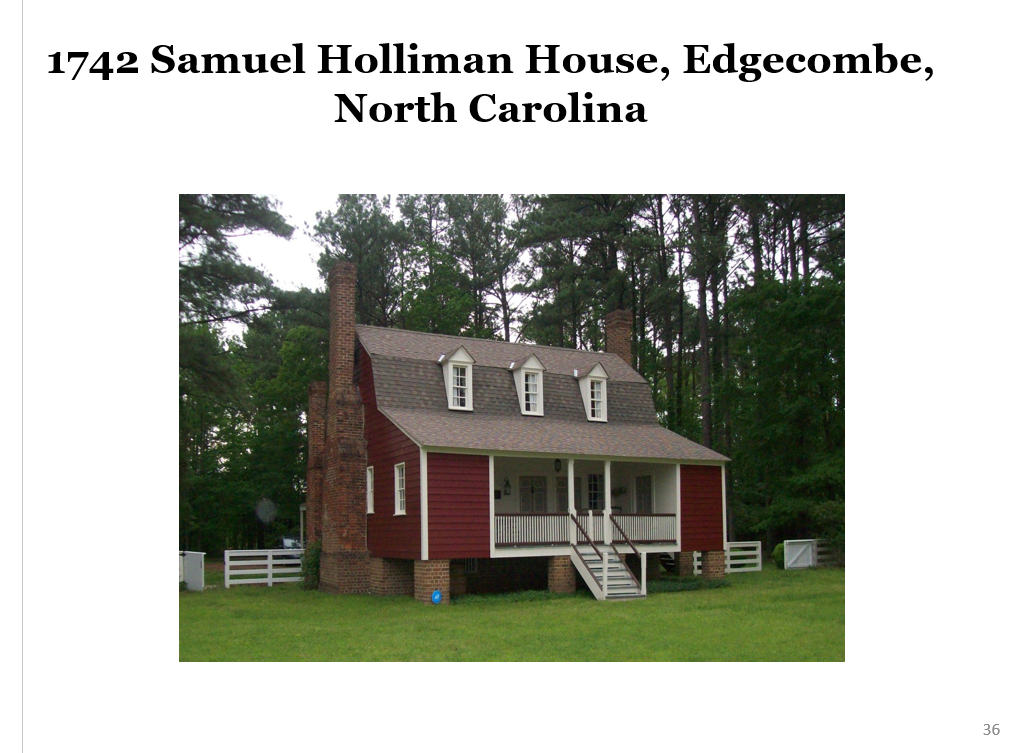 1742 Samuel Holliman House, Edgecombe,
North Carolina
36